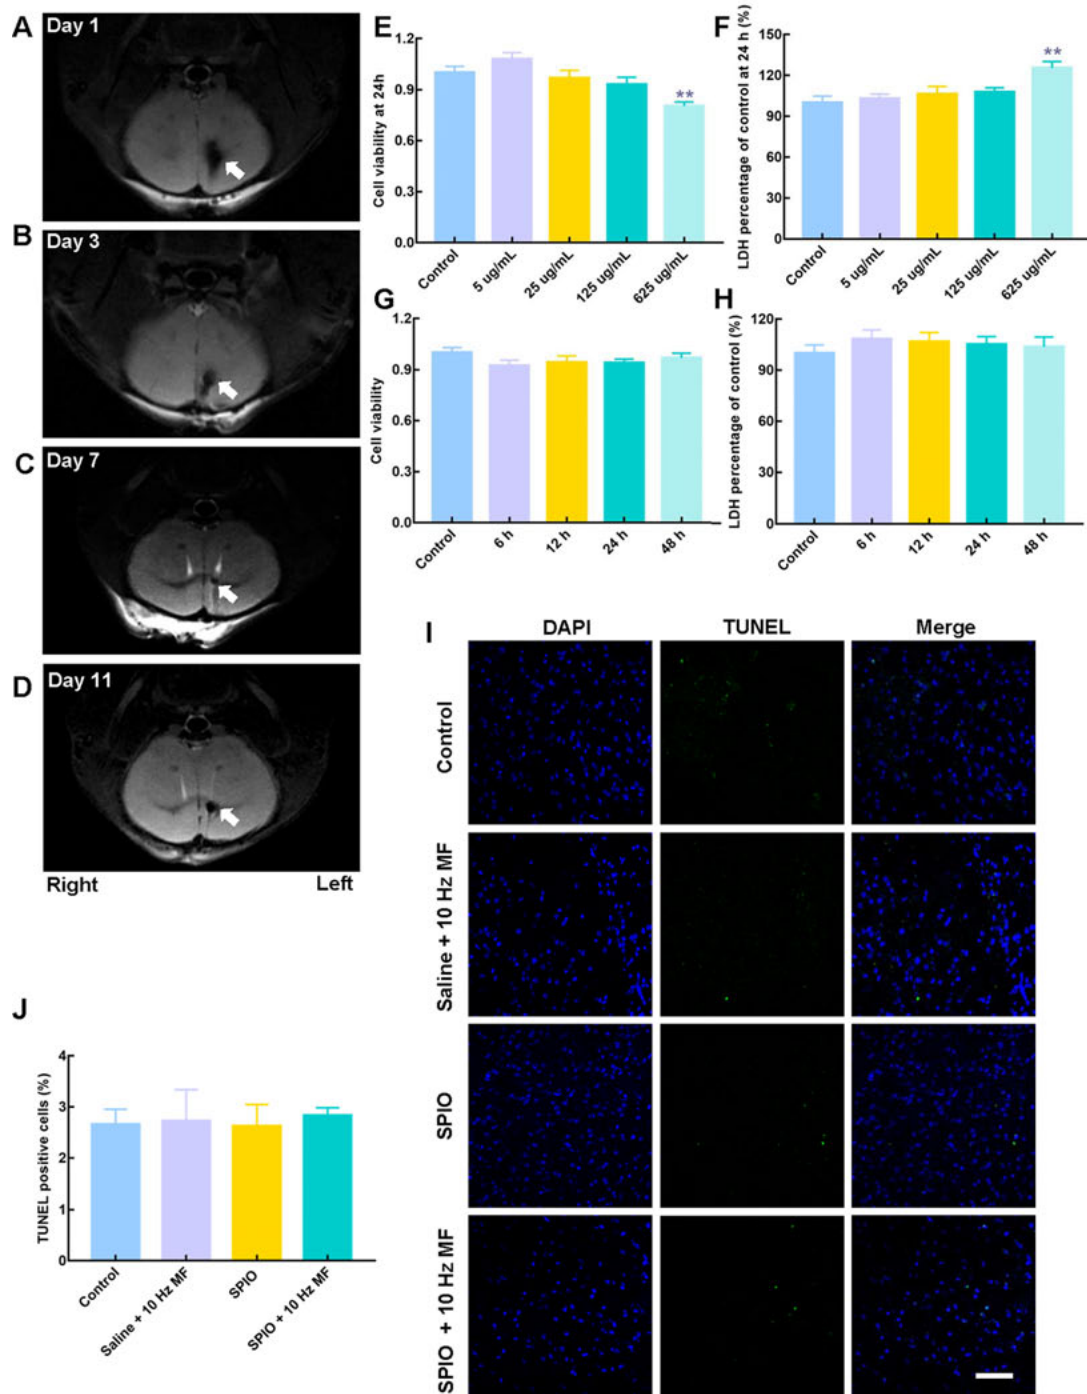 A
Day 1
B
Day 3
C
Day 7
D
Day 11
Right
Left
E
Cell viability at 24h
1.2
0.9
0.6
0.3
0.0
Control
5 ug/mL
25 ug/mL
125 ug/mL
625 ug/mL
**
F
LDH percentage of control at 24 h (%)
150
120
90
60
30
0
Control
5 ug/mL
25 ug/mL
125 ug/mL
625 ug/mL
**
G
Cell viability
1.2
0.9
0.6
0.3
0.0
Control
6 h
12 h
24 h
48 h
H
LDH percentage of control (%)
120
90
60
30
0
Control
6 h
12 h
24 h
48 h
I
DAPI
TUNEL
Merge
Control
Saline + 10 Hz MF
SPIO
SPIO + 10 Hz MF
J
TUNEL positive cells (%)
4
3
2
1
0
Control
Saline + 10 Hz MF
SPIO
SPIO + 10 Hz MF